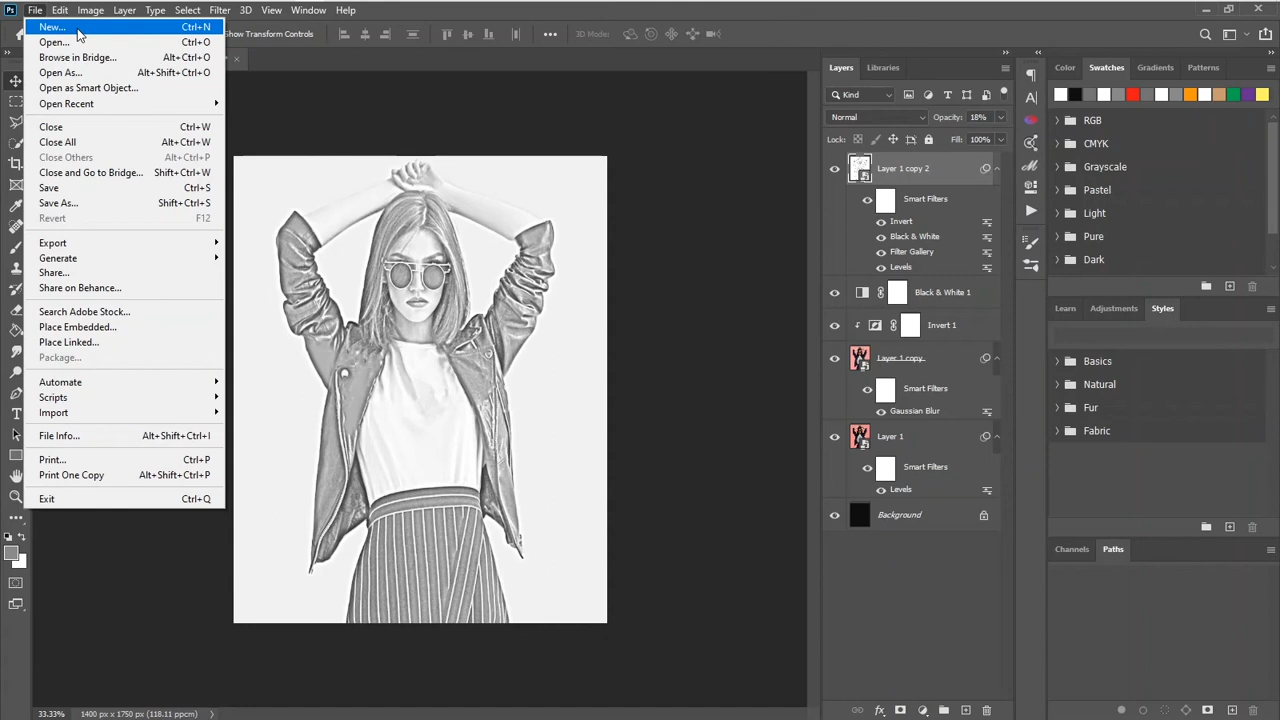 Ps File Edit Image Layer Type Select Filter 3D View Window Help
New... Ctrl+N
Open... Ctrl+O
Browse in Bridge... Alt+Ctrl+O
Open As... Alt+Shift+Ctrl+O
Open as Smart Object...
Open Recent
Close Ctrl+W
Close All Alt+Ctrl+W
Close Others Alt+Ctrl+P
Close and Go to Bridge... Shift+Ctrl+W
Save Ctrl+S
Save As... Shift+Ctrl+S
Revert F12
Export
Generate
Share...
Share on Behance...
Search Adobe Stock...
Place Embedded...
Place Linked...
Package...
Automate
Scripts
Import
File Info... Alt+Shift+Ctrl+I
Print... Ctrl+P
Print One Copy Alt+Shift+Ctrl+P
Exit Ctrl+Q
Show Transform Controls
3D Mode:
33.33% 1400 px x 1750 px (118.11 ppcm)
Layers Libraries
Kind
Normal Opacity: 18%
Lock: Fill: 100%
Layer 1 copy 2
Smart Filters
Invert
Black & White
Filter Gallery
Levels
Black & White 1
Invert 1
Layer 1 copy
Smart Filters
Gaussian Blur
Layer 1
Smart Filters
Levels
Background
fx
Color Swatches Gradients Patterns
RGB
CMYK
Grayscale
Pastel
Light
Pure
Dark
Learn Adjustments Styles
Basics
Natural
Fur
Fabric
Channels Paths